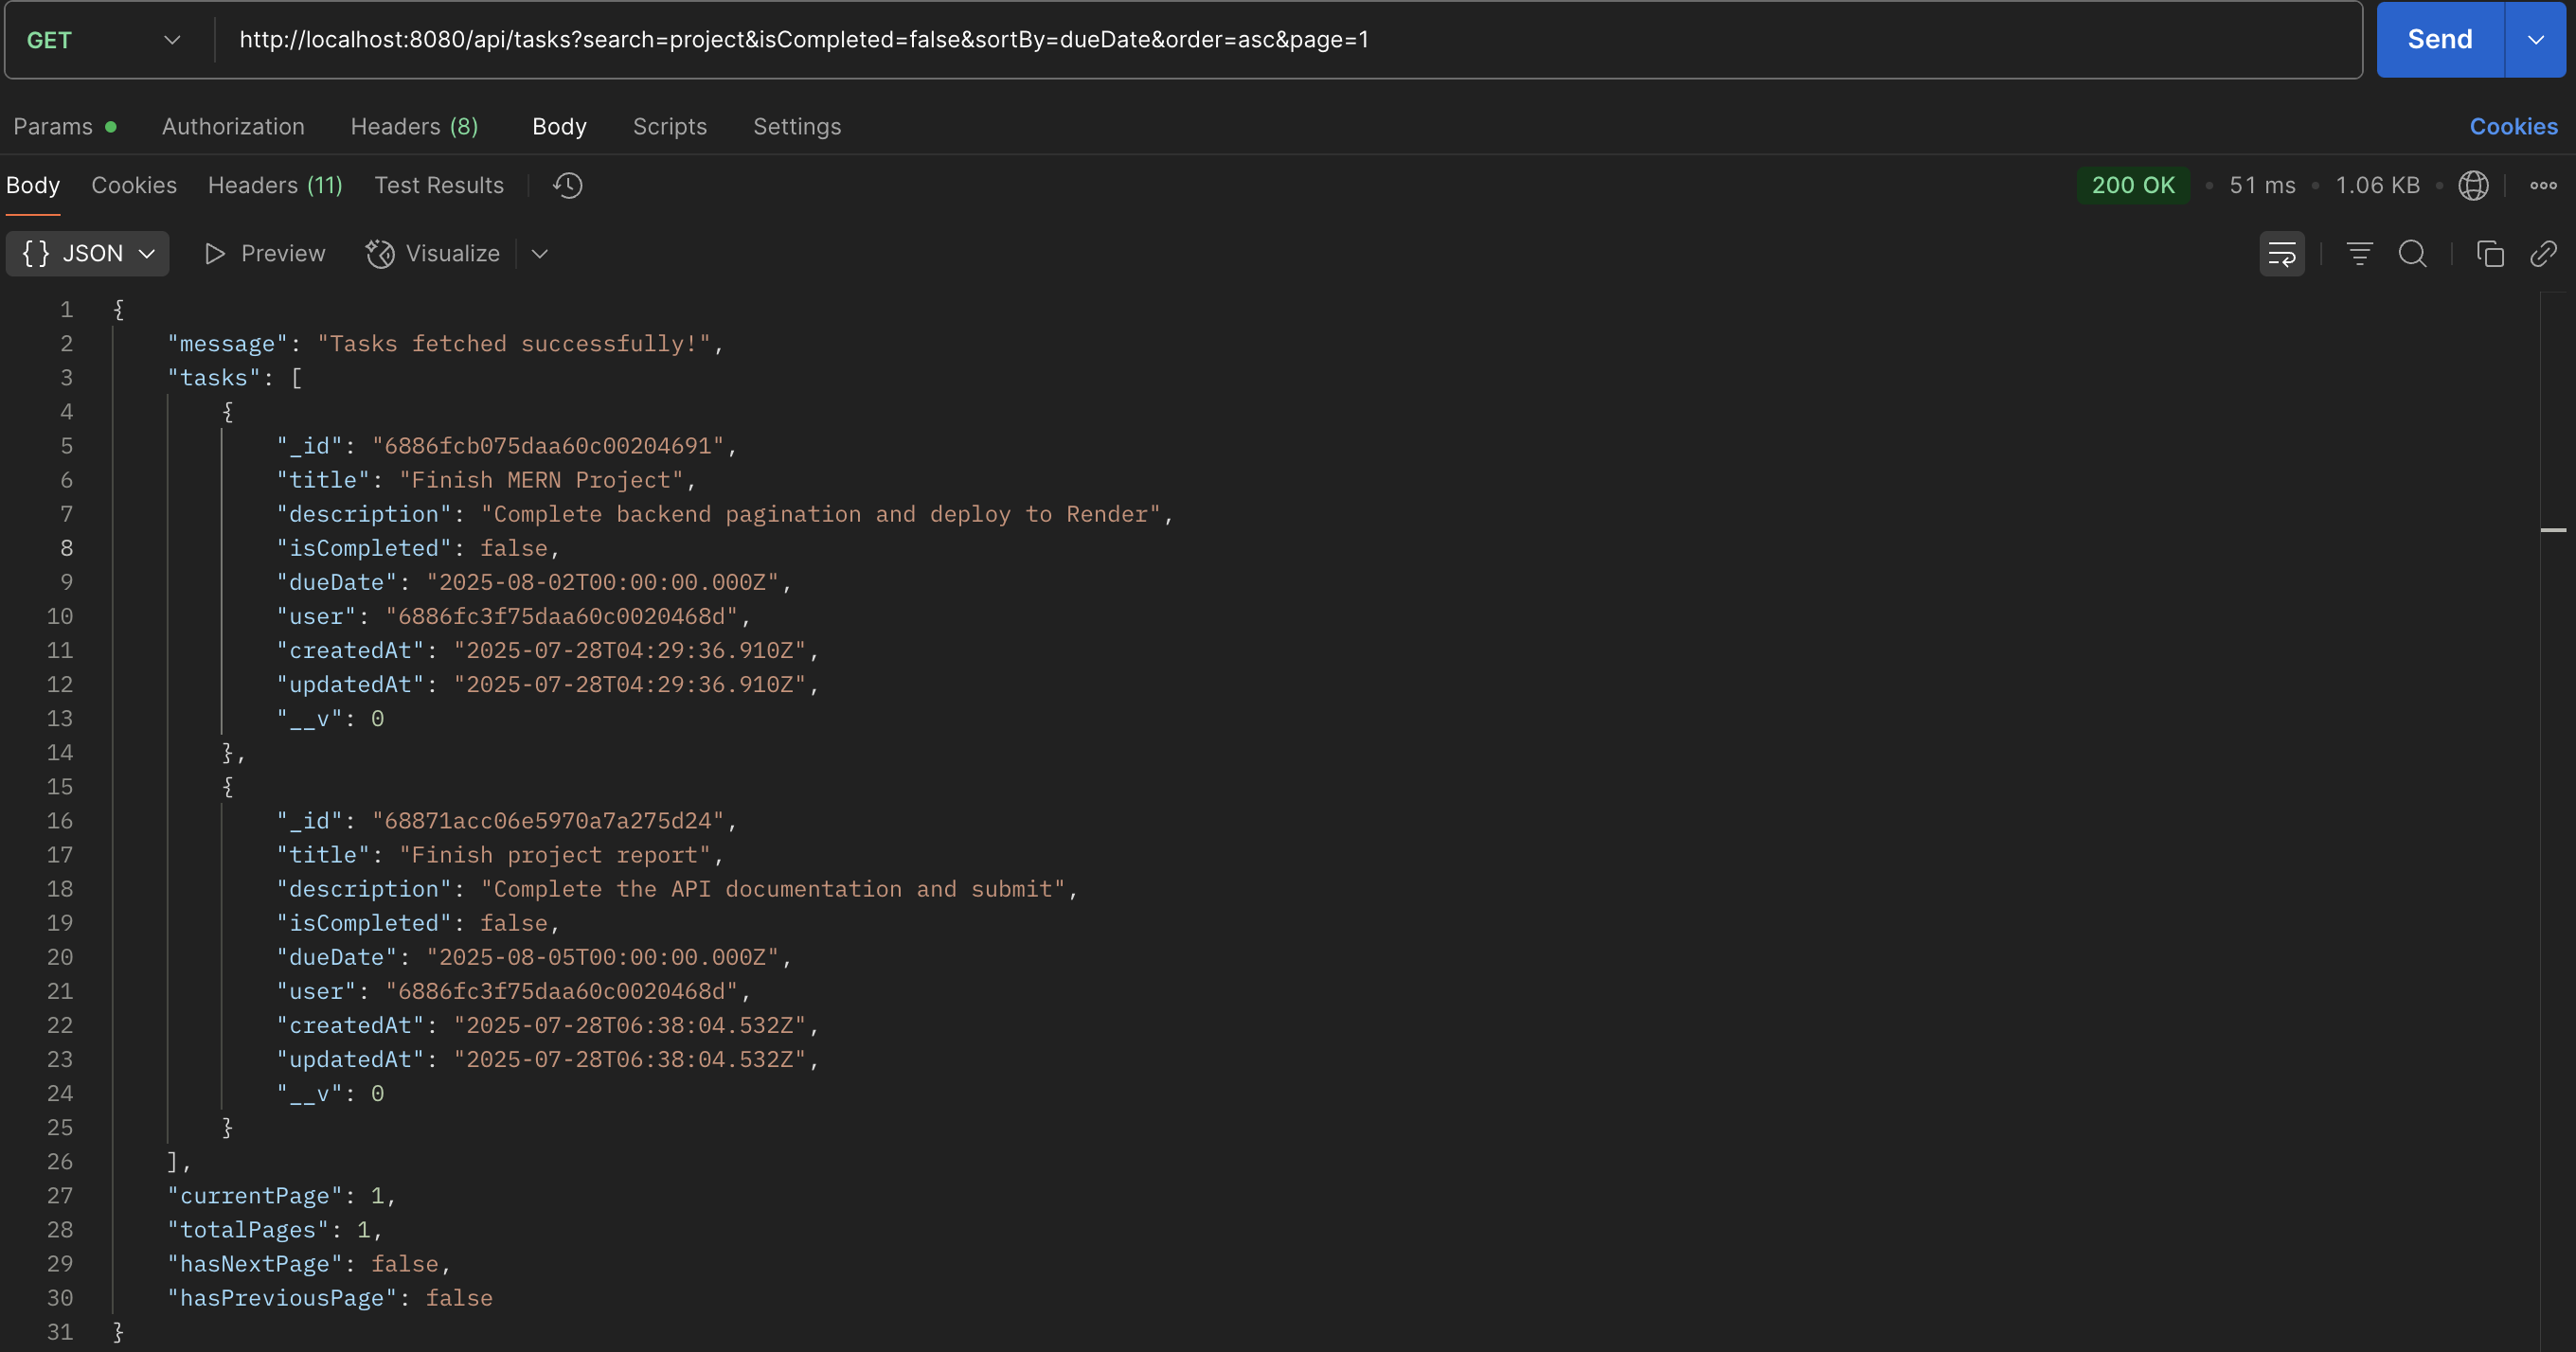 GET http://localhost:8080/api/tasks?search=project&isCompleted=false&sortBy=dueDate&order=asc&page=1 Send
Params Authorization Headers (8) Body Scripts Settings Cookies
Body Cookies Headers (11) Test Results 200 OK • 51 ms • 1.06 KB •
{} JSON Preview Visualize
1 {
2 "message": "Tasks fetched successfully!",
3 "tasks": [
4 {
5 "_id": "6886fcb075daa60c00204691",
6 "title": "Finish MERN Project",
7 "description": "Complete backend pagination and deploy to Render",
8 "isCompleted": false,
9 "dueDate": "2025-08-02T00:00:00.000Z",
10 "user": "6886fc3f75daa60c0020468d",
11 "createdAt": "2025-07-28T04:29:36.910Z",
12 "updatedAt": "2025-07-28T04:29:36.910Z",
13 "__v": 0
14 },
15 {
16 "_id": "68871acc06e5970a7a275d24",
17 "title": "Finish project report",
18 "description": "Complete the API documentation and submit",
19 "isCompleted": false,
20 "dueDate": "2025-08-05T00:00:00.000Z",
21 "user": "6886fc3f75daa60c0020468d",
22 "createdAt": "2025-07-28T06:38:04.532Z",
23 "updatedAt": "2025-07-28T06:38:04.532Z",
24 "__v": 0
25 }
26 ],
27 "currentPage": 1,
28 "totalPages": 1,
29 "hasNextPage": false,
30 "hasPreviousPage": false
31 }